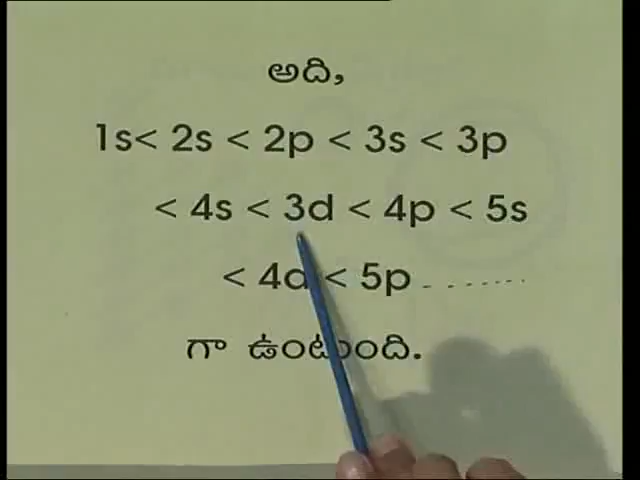 అది,
1s< 2s < 2p < 3s < 3p
< 4s < 3d < 4p < 5s
< 4d < 5p ...........
గా ఉంటుంది.